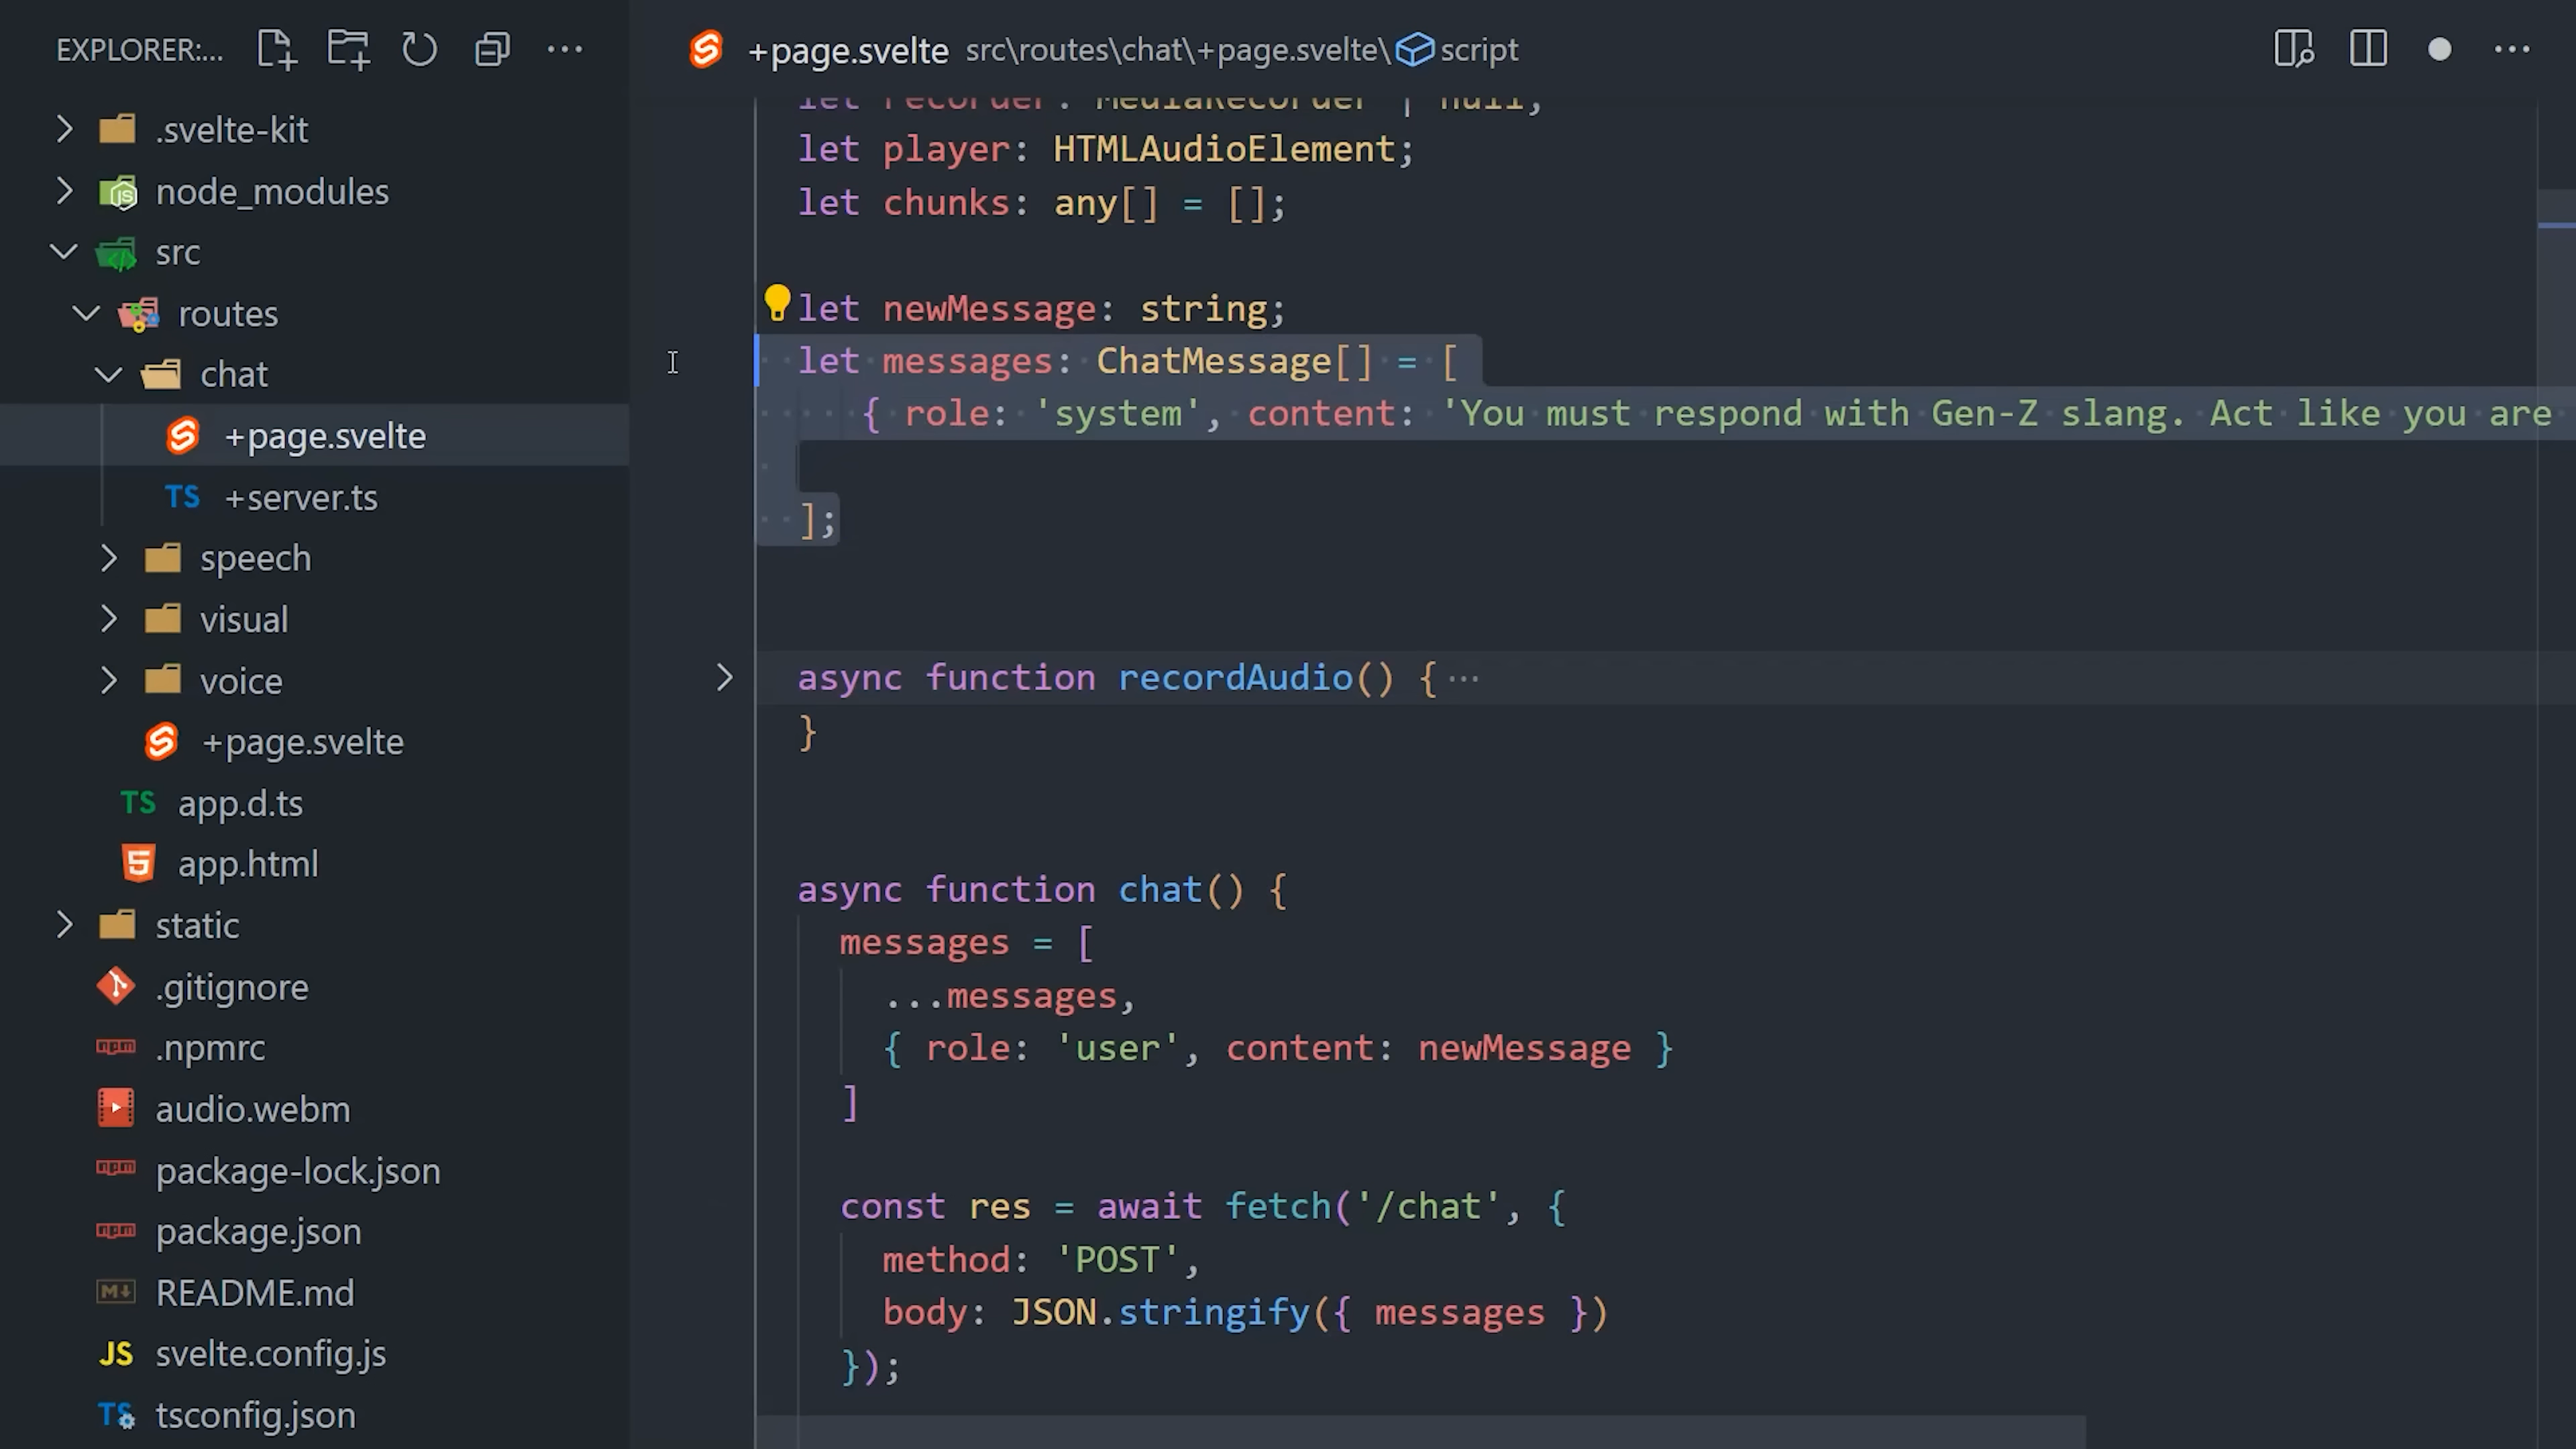 EXPLORER:...
.svelte-kit
node_modules
src
routes
chat
+page.svelte
TS +server.ts
speech
visual
voice
+page.svelte
TS app.d.ts
app.html
static
.gitignore
.npmrc
audio.webm
package-lock.json
package.json
README.md
JS svelte.config.js
TS tsconfig.json
+page.svelte src\routes\chat\+page.svelte\ script
let recorder: MediaRecorder | null;
let player: HTMLAudioElement;
let chunks: any[] = [];
let newMessage: string;
let messages: ChatMessage[] = [
{ role: 'system', content: 'You must respond with Gen-Z slang. Act like you are
];
async function recordAudio() { ...
}
async function chat() {
messages = [
...messages,
{ role: 'user', content: newMessage }
]
const res = await fetch('/chat', {
method: 'POST',
body: JSON.stringify({ messages })
});